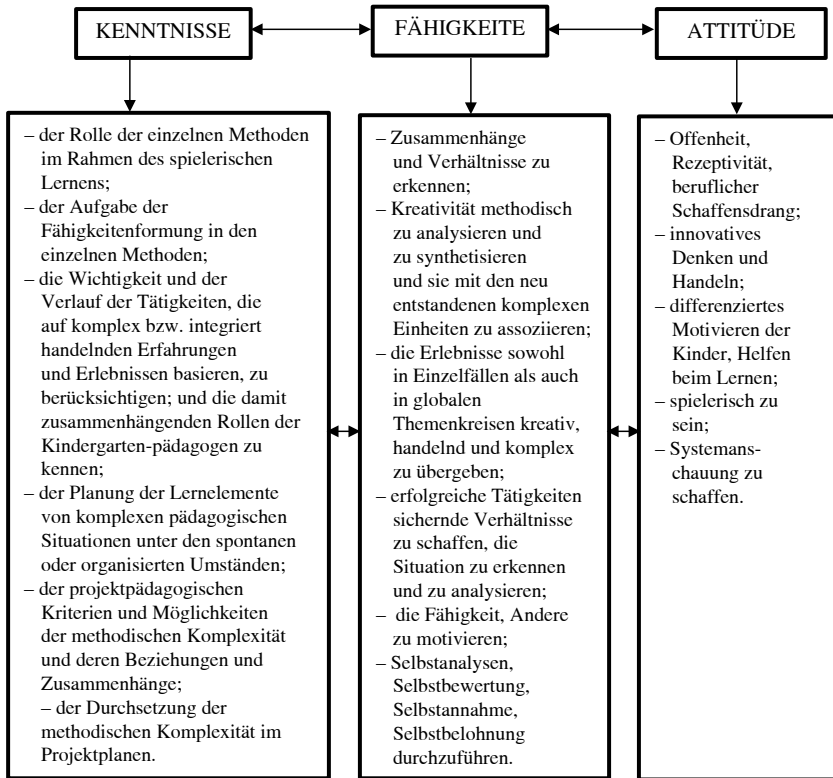 KENNTNISSE
FÄHIGKEITE
ATTITÜDE
– der Rolle der einzelnen Methoden
im Rahmen des spielerischen
Lernens;
– der Aufgabe der
Fähigkeitenformung in den
einzelnen Methoden;
– die Wichtigkeit und der
Verlauf der Tätigkeiten, die
auf komplex bzw. integriert
handelnden Erfahrungen
und Erlebnissen basieren, zu
berücksichtigen; und die damit
zusammenhängenden Rollen der
Kindergarten-pädagogen zu
kennen;
– der Planung der Lernelemente
von komplexen pädagogischen
Situationen unter den spontanen
oder organisierten Umständen;
– der projektpädagogischen
Kriterien und Möglichkeiten
der methodischen Komplexität
und deren Beziehungen und
Zusammenhänge;
– der Durchsetzung der
methodischen Komplexität im
Projektplanen.
– Zusammenhänge
und Verhältnisse zu
erkennen;
– Kreativität methodisch
zu analysieren und
zu synthetisieren
und sie mit den neu
entstandenen komplexen
Einheiten zu assoziieren;
– die Erlebnisse sowohl
in Einzelfällen als auch
in globalen
Themenkreisen kreativ,
handelnd und komplex
zu übergeben;
– erfolgreiche Tätigkeiten
sichernde Verhältnisse
zu schaffen, die
Situation zu erkennen
und zu analysieren;
– die Fähigkeit, Andere
zu motivieren;
– Selbstanalysen,
Selbstbewertung,
Selbstannahme,
Selbstbelohnung
durchzuführen.
– Offenheit,
Rezeptivität,
beruflicher
Schaffensdrang;
– innovatives
Denken und
Handeln;
– differenziertes
Motivieren der
Kinder, Helfen
beim Lernen;
– spielerisch zu
sein;
– Systemans-
chauung zu
schaffen.